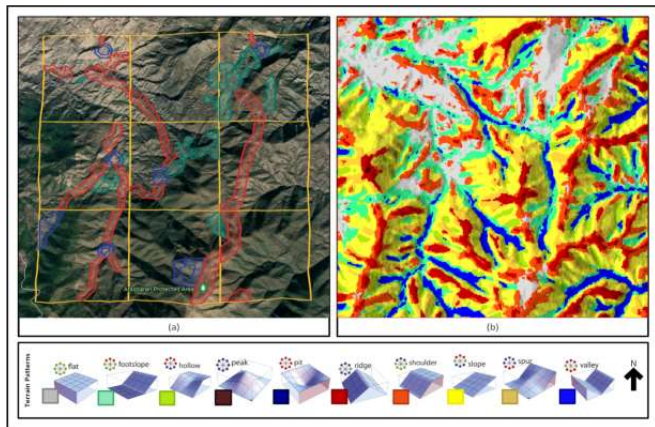 Arasbaran Protected Area
(a)
(b)
Terrain Patterns
flat
footslope
hollow
peak
pit
ridge
shoulder
slope
spur
valley
N